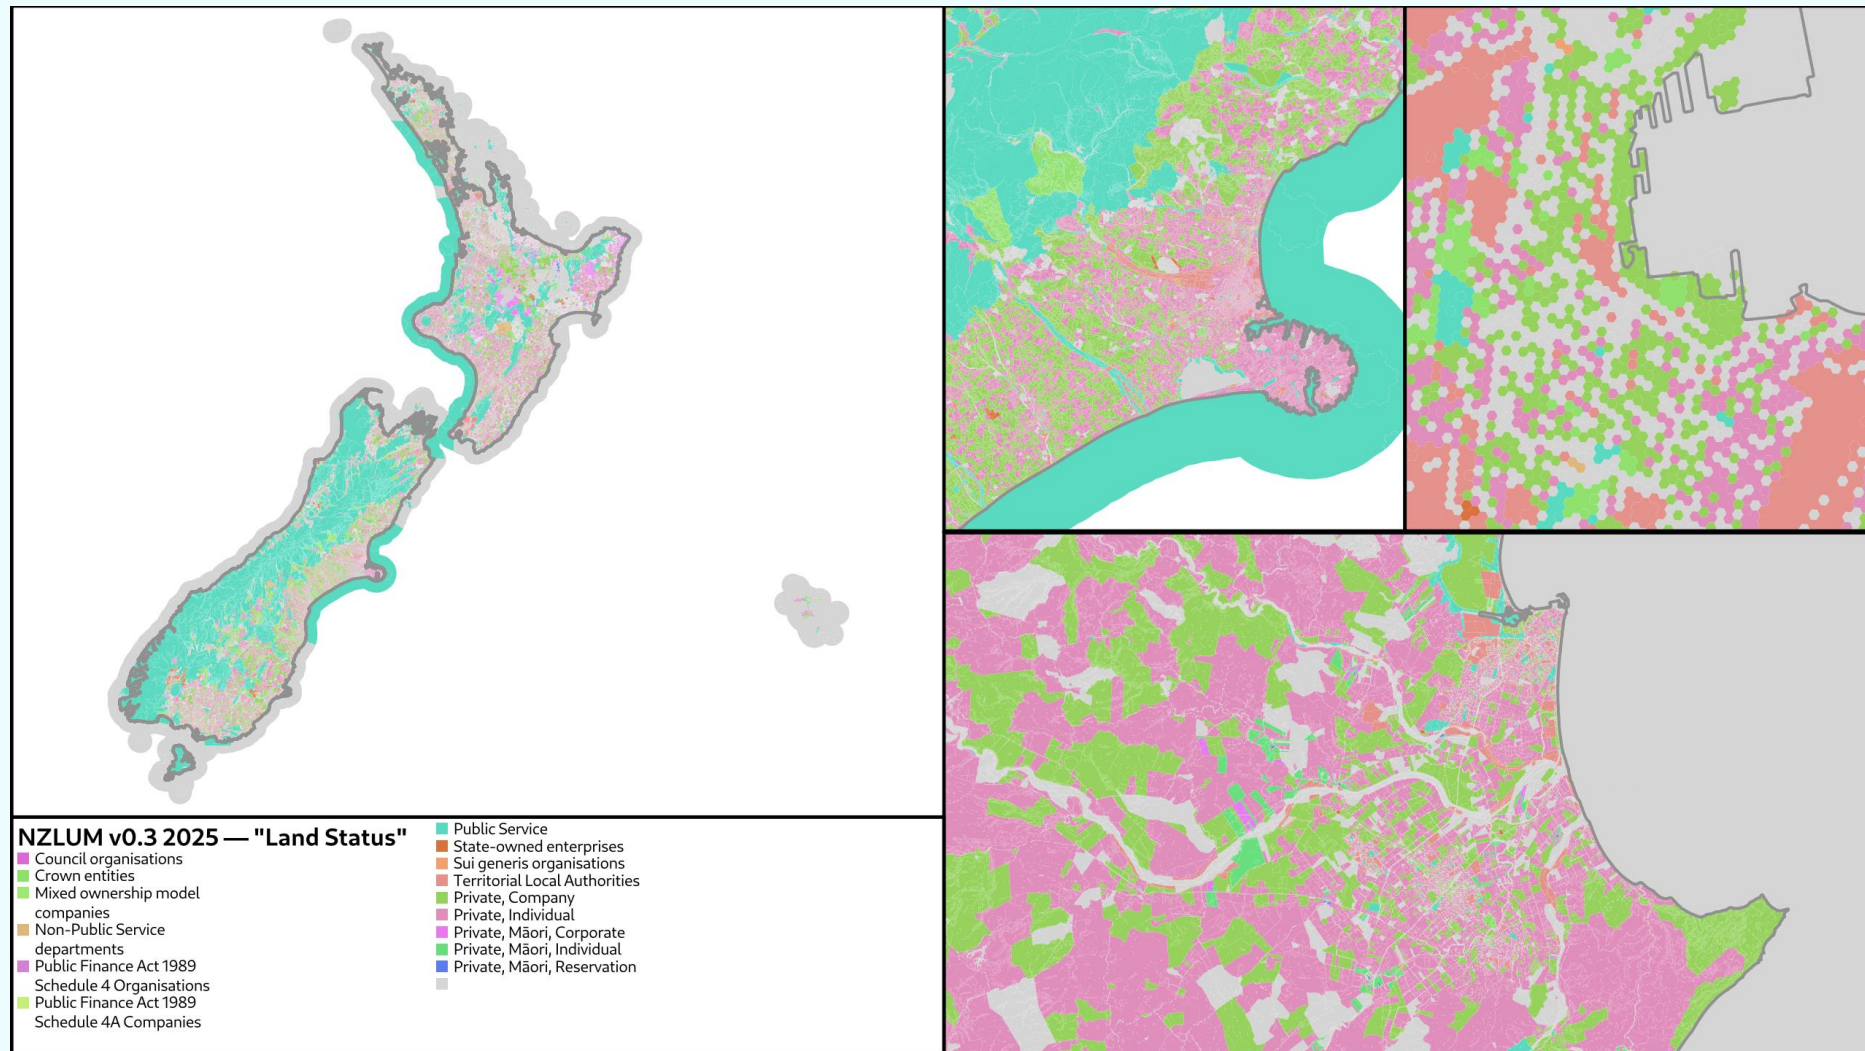 NZLUM v0.3 2025 — "Land Status"
Council organisations
Crown entities
Mixed ownership model
companies
Non-Public Service
departments
Public Finance Act 1989
Schedule 4 Organisations
Public Finance Act 1989
Schedule 4A Companies
Public Service
State-owned enterprises
Sui generis organisations
Territorial Local Authorities
Private, Company
Private, Individual
Private, Māori, Corporate
Private, Māori, Individual
Private, Māori, Reservation